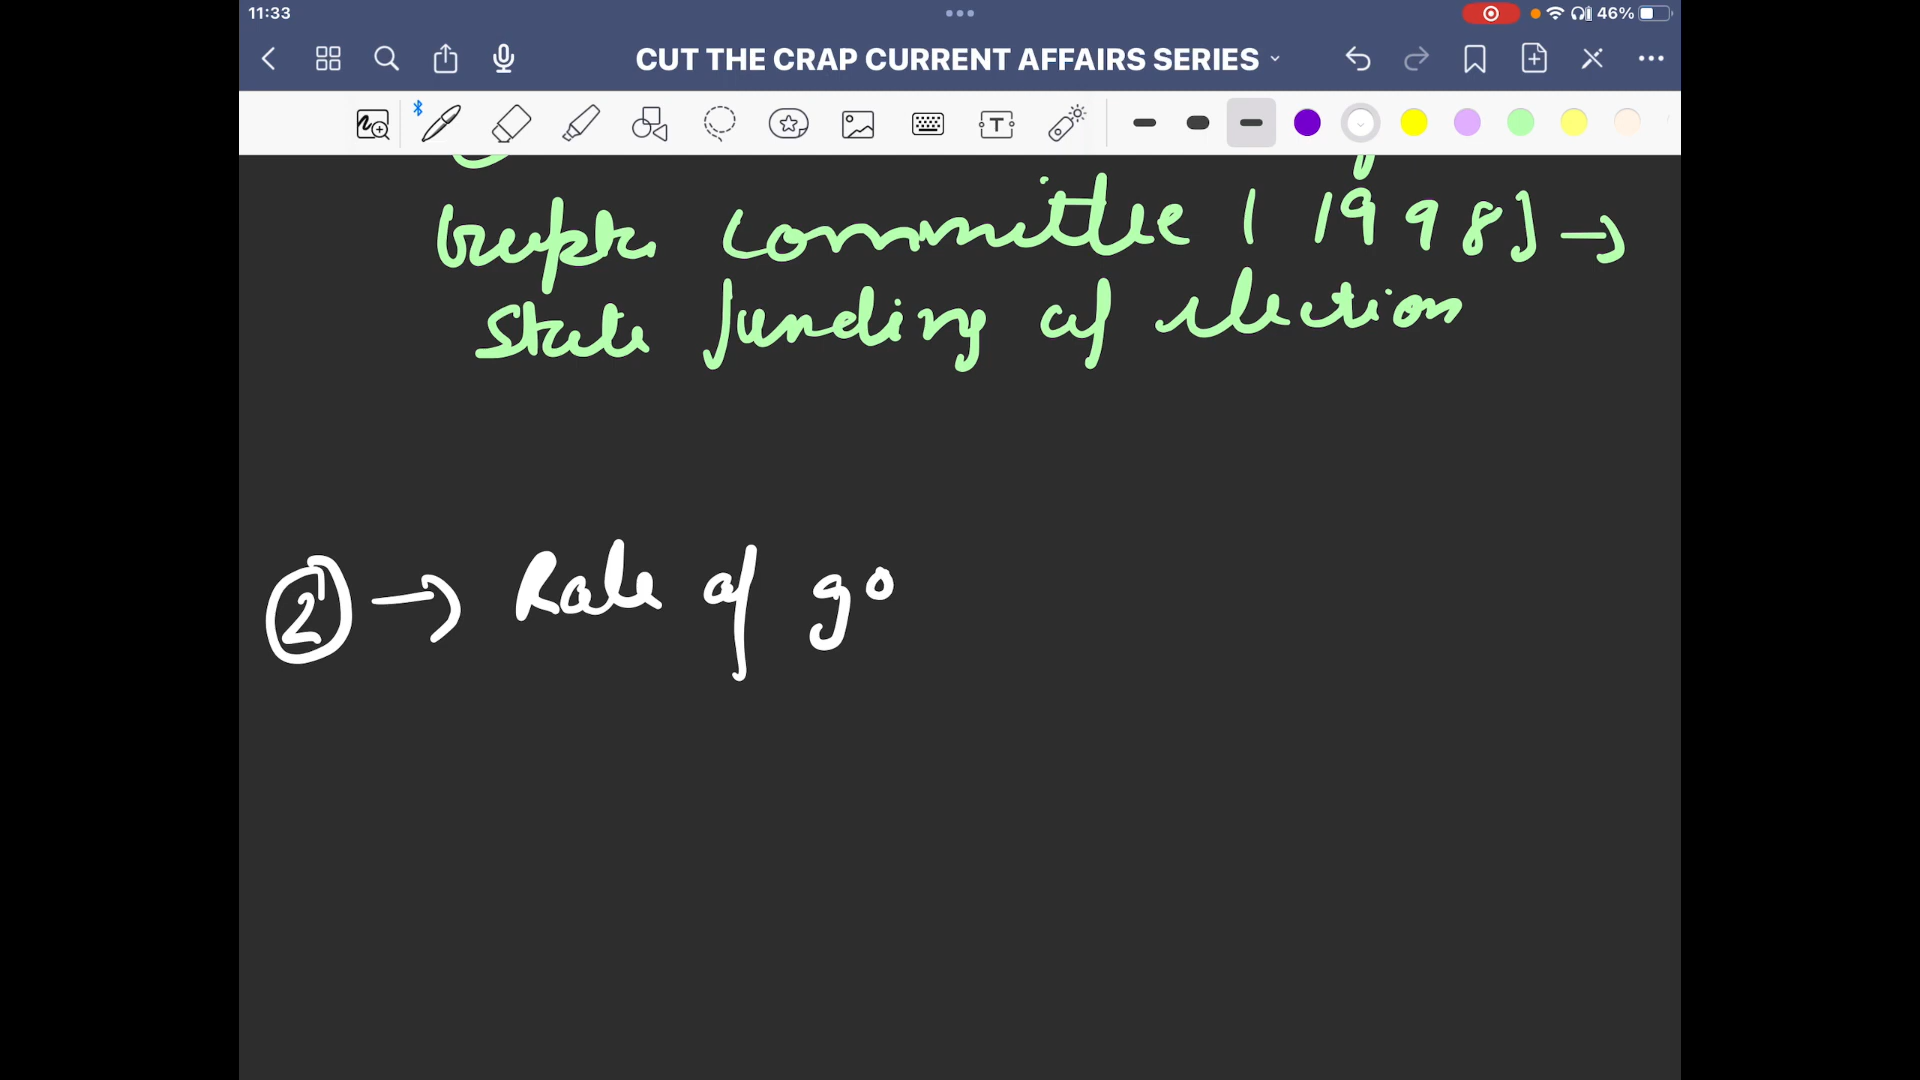 11:33
46%
CUT THE CRAP CURRENT AFFAIRS SERIES
Gupta Committee (1998) →
State funding of election
② → Role of go